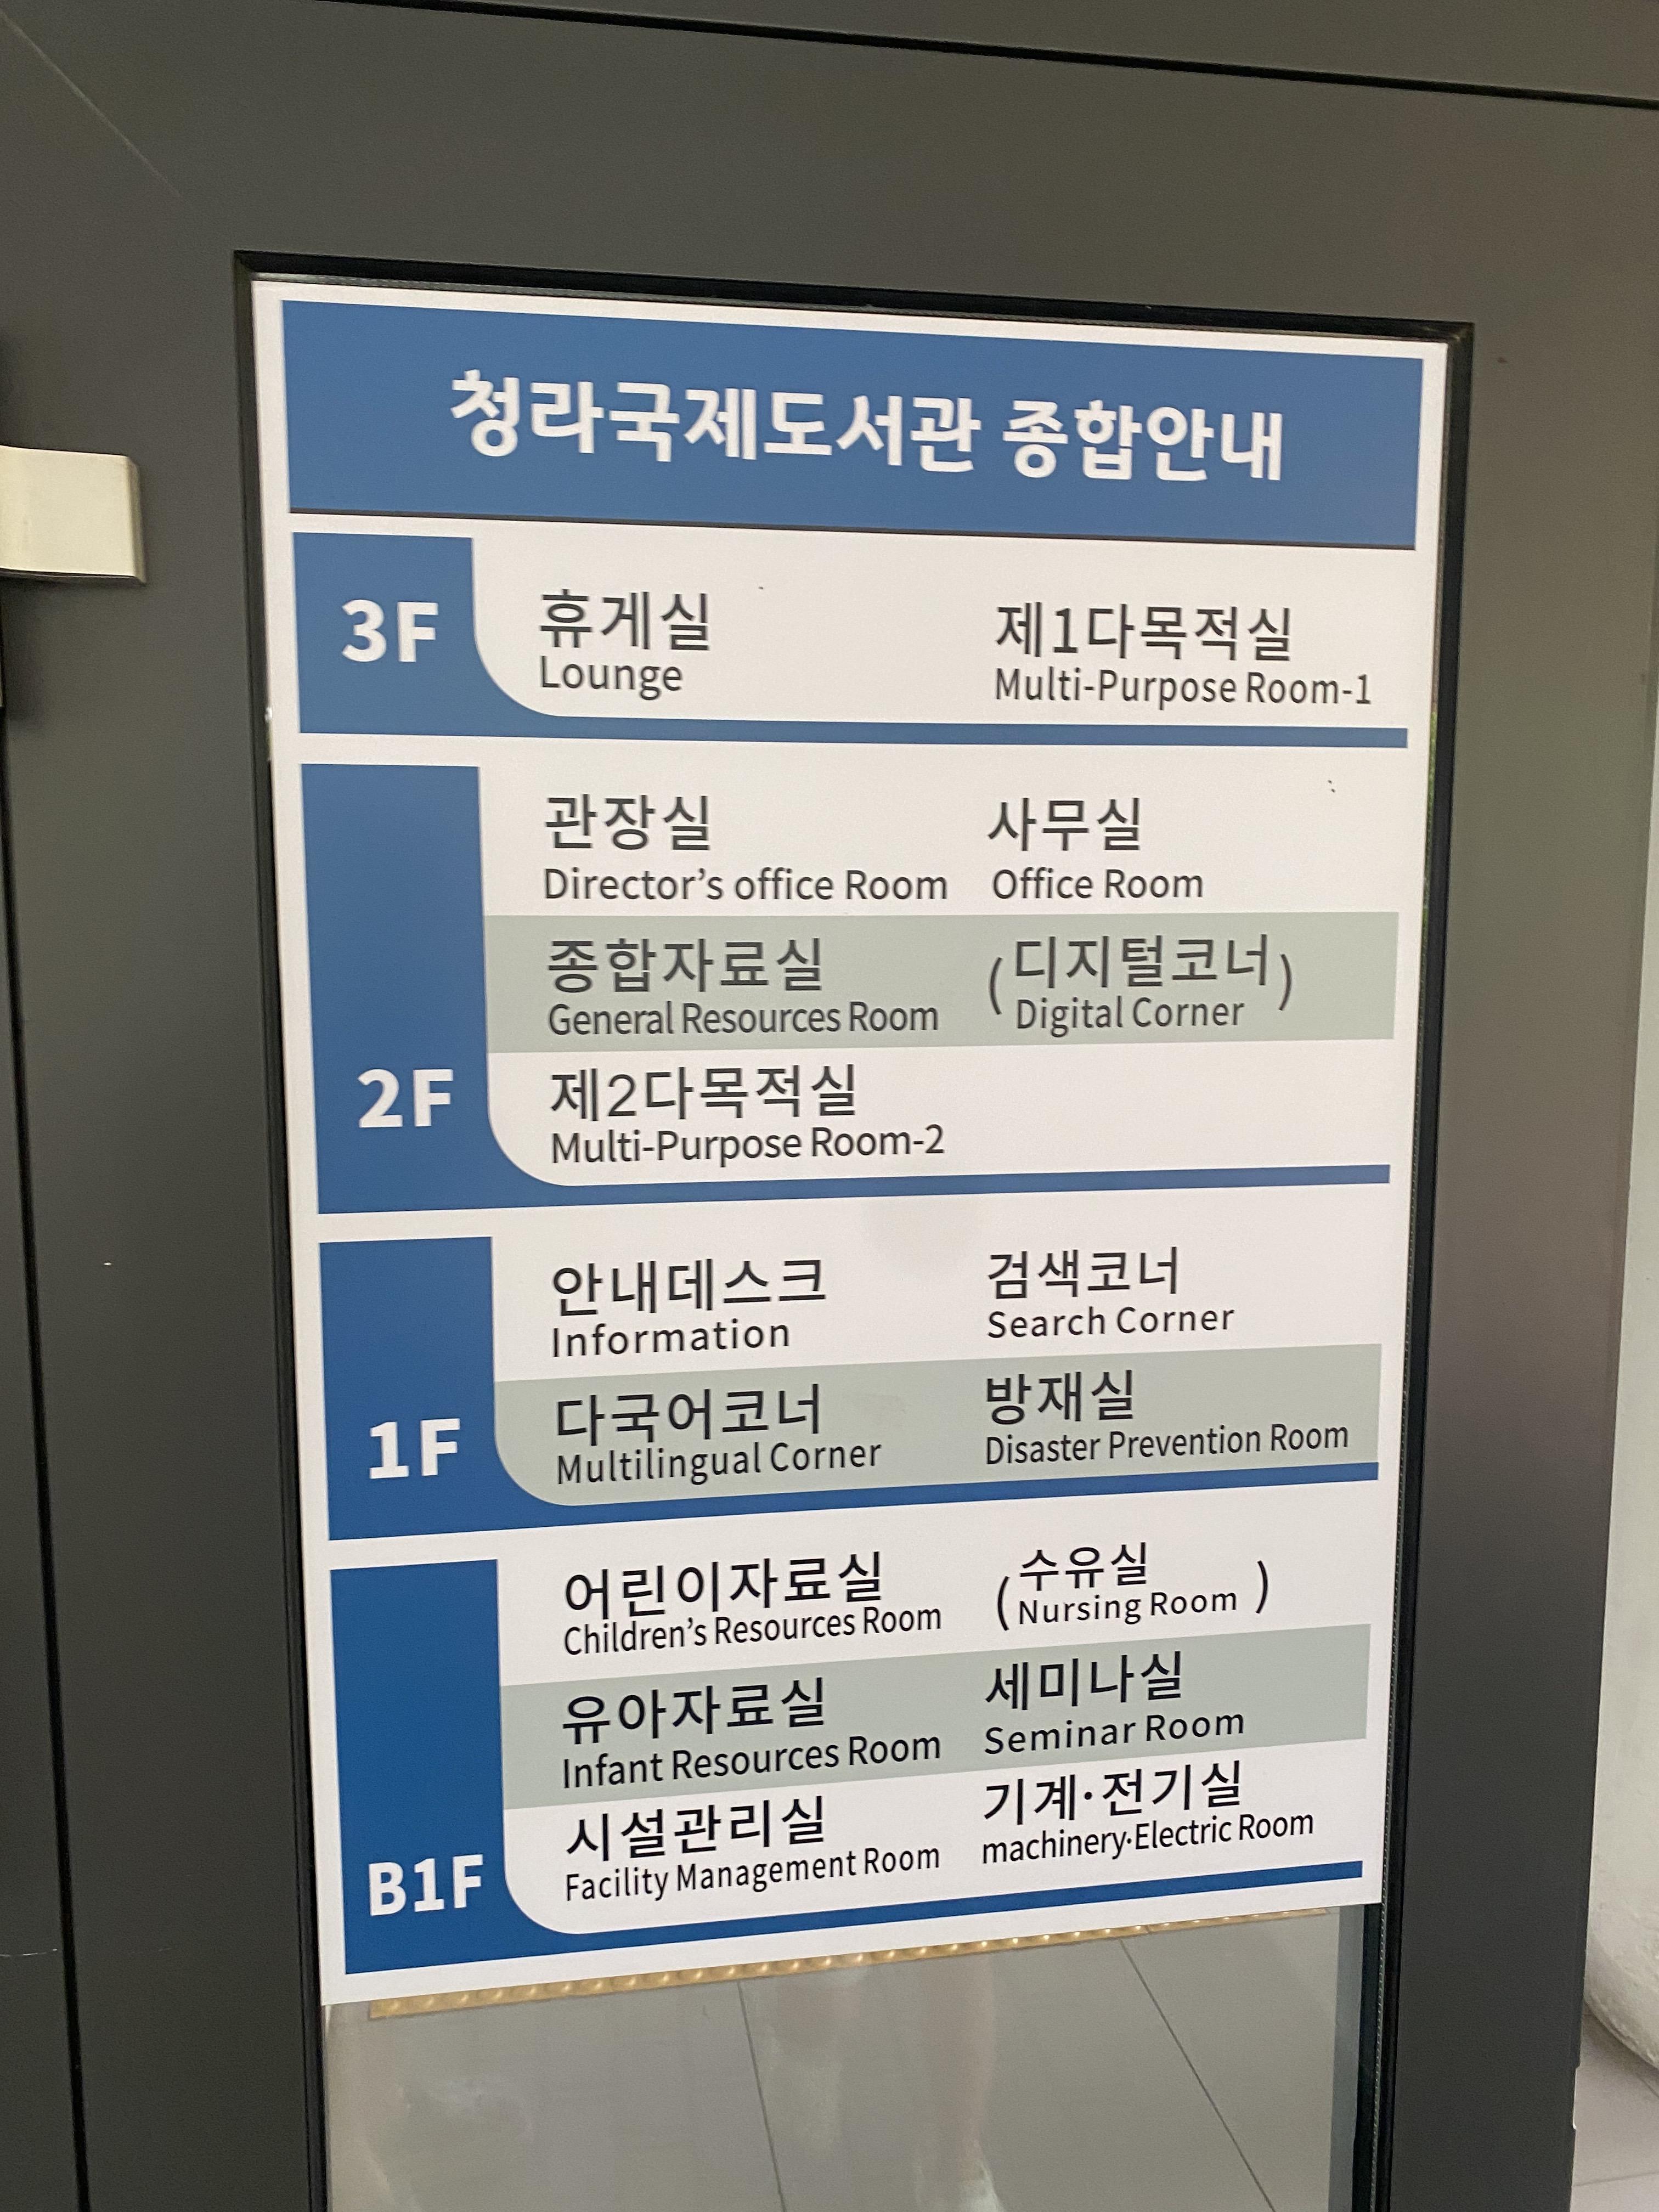 청라국제도서관 종합안내
3F
휴게실
Lounge
제1다목적실
Multi-Purpose Room-1
2F
관장실
Director's office Room
사무실
Office Room
종합자료실
General Resources Room
(디지털코너
Digital Corner)
제2다목적실
Multi-Purpose Room-2
1F
안내데스크
Information
검색코너
Search Corner
다국어코너
Multilingual Corner
방재실
Disaster Prevention Room
B1F
어린이자료실
Children's Resources Room
(수유실
Nursing Room)
유아자료실
Infant Resources Room
세미나실
Seminar Room
시설관리실
Facility Management Room
기계·전기실
machinery·Electric Room